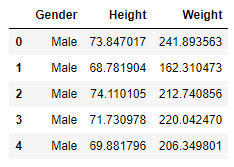 Gender Height Weight
0 Male 73.847017 241.893563
1 Male 68.781904 162.310473
2 Male 74.110105 212.740856
3 Male 71.730978 220.042470
4 Male 69.881796 206.349801